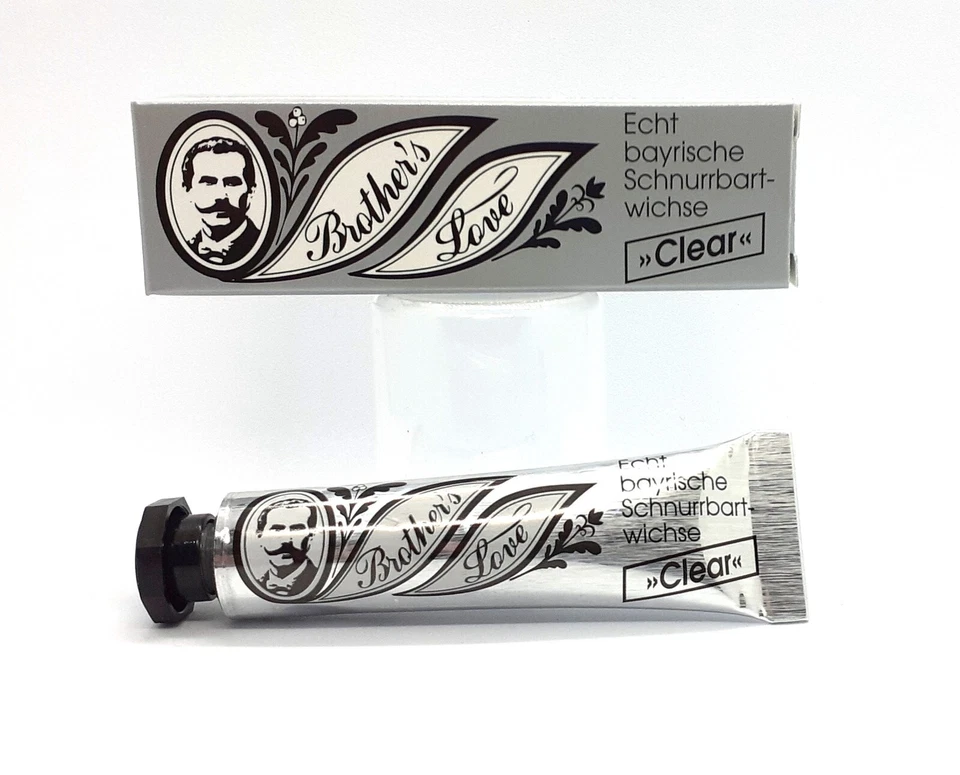 Brother's
Love
Echt
bayrische
Schnurrbart-
wichse
»Clear«
Brother's
Love
Echt
bayrische
Schnurrbart-
wichse
»Clear«